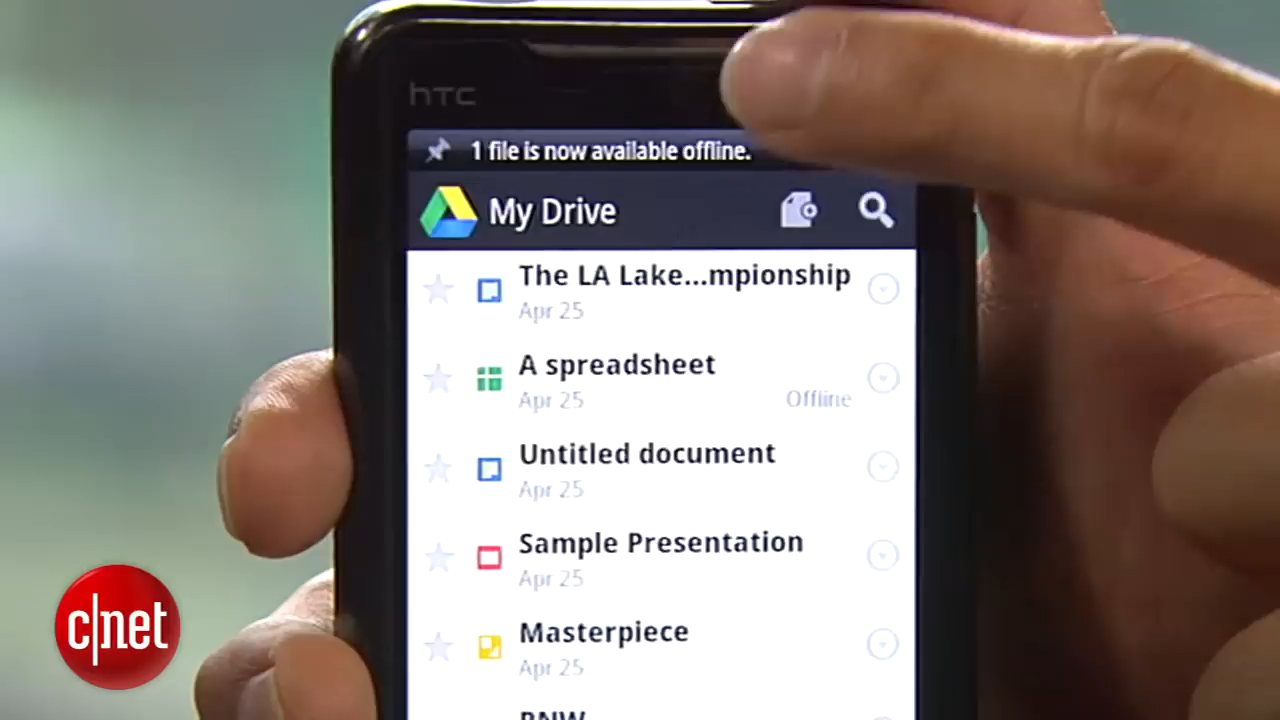 hTC
1 file is now available offline.
My Drive
The LA Lake...mpionship
Apr 25
A spreadsheet
Apr 25
Offline
Untitled document
Apr 25
Sample Presentation
Apr 25
Masterpiece
Apr 25
BNW
c|net